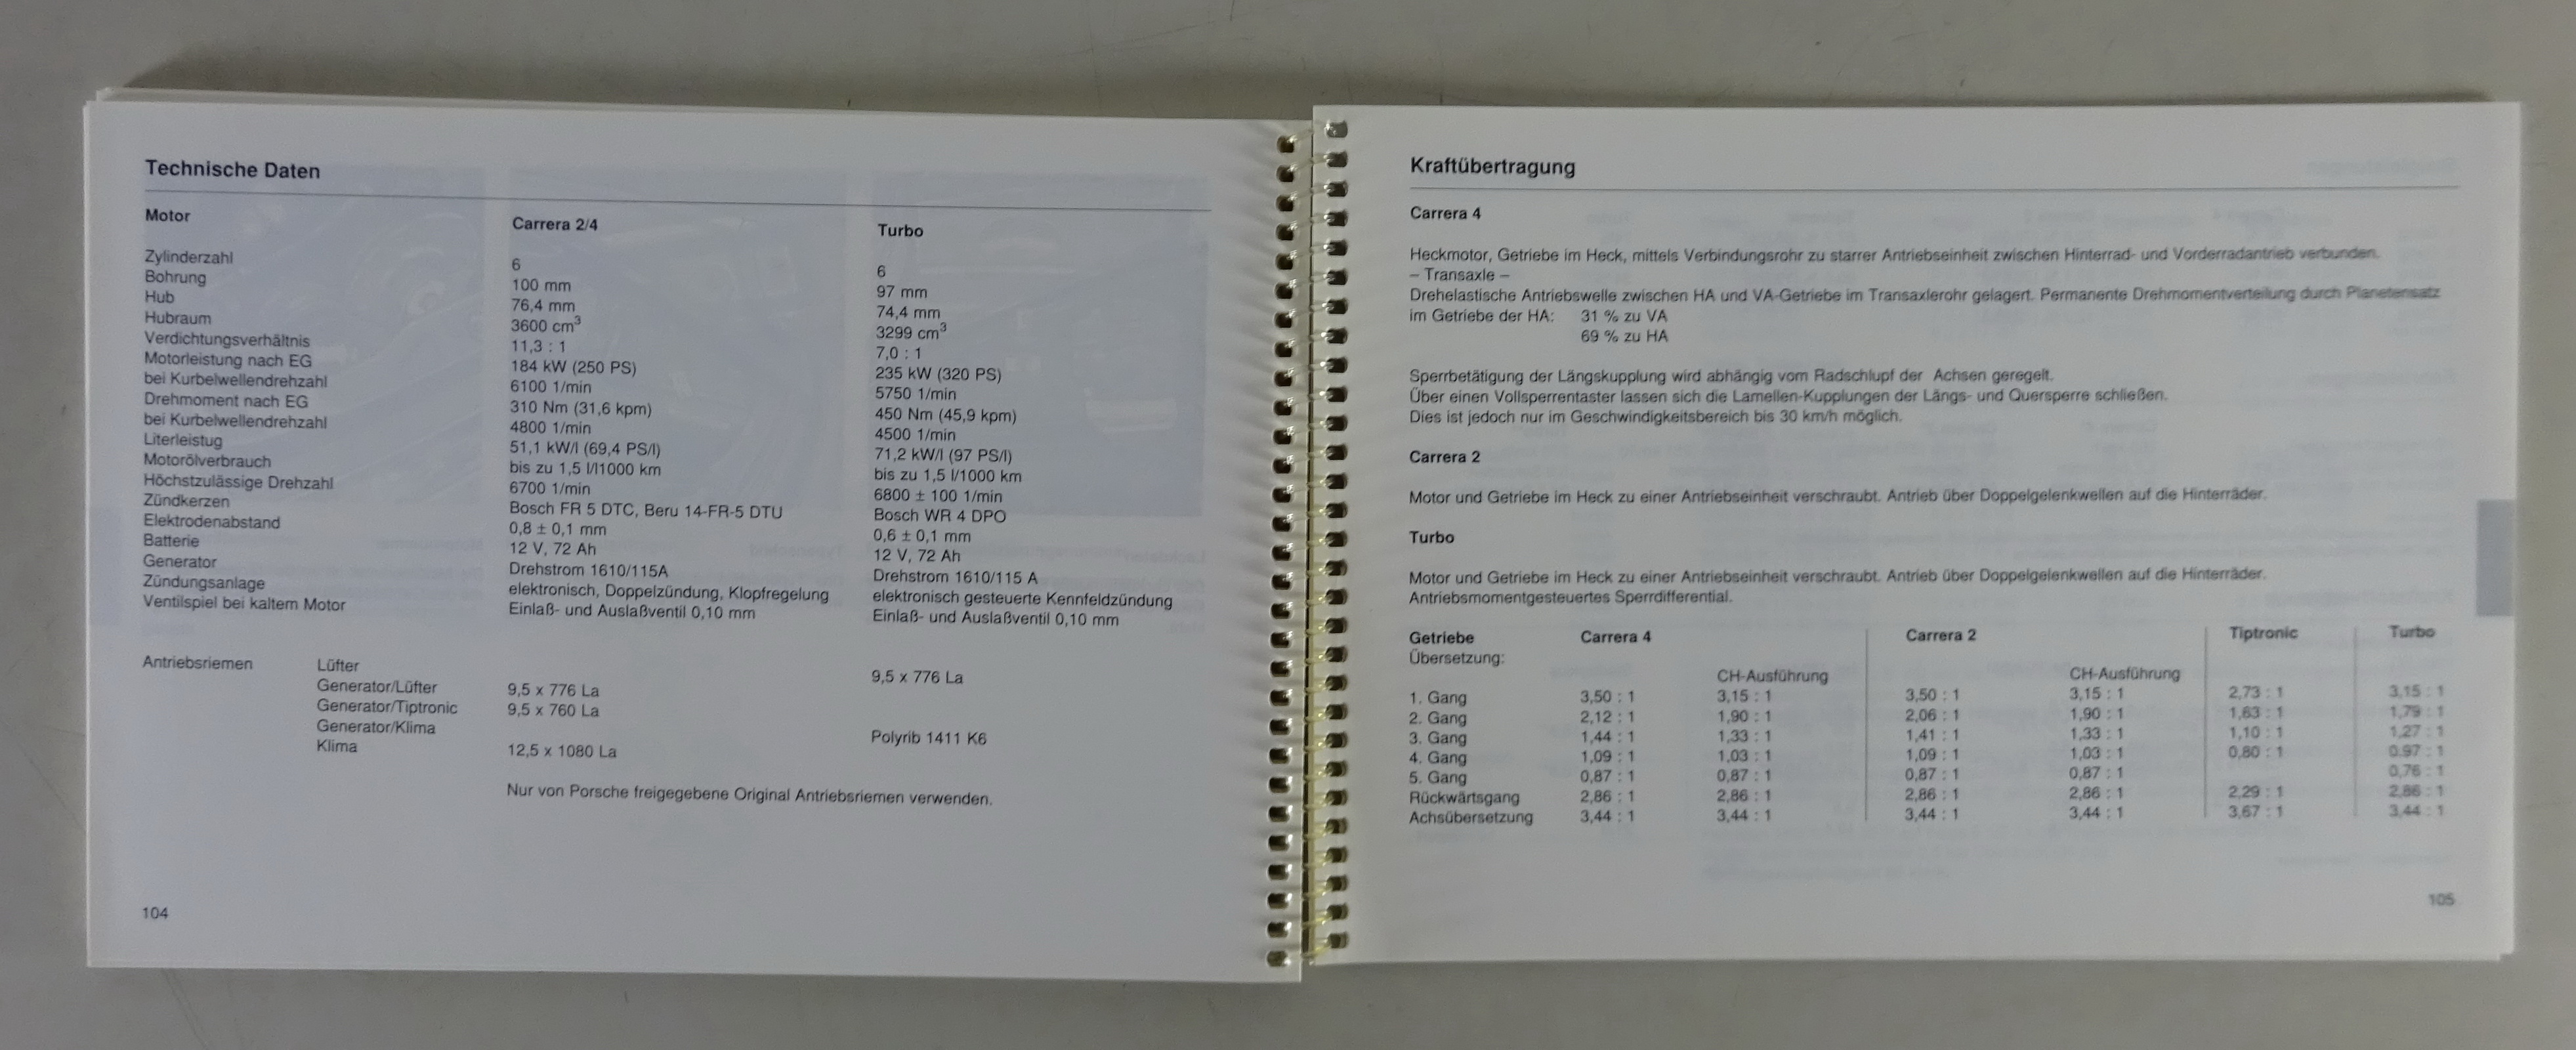 Technische Daten
Motor Carrera 2/4 Turbo
Zylinderzahl 6 6
Bohrung 100 mm 97 mm
Hub 76,4 mm 74,4 mm
Hubraum 3600 cm³ 3299 cm³
Verdichtungsverhältnis 11,3 : 1 7,0 : 1
Motorleistung nach EG 184 kW (250 PS) 235 kW (320 PS)
bei Kurbelwellendrehzahl 6100 1/min 5750 1/min
Drehmoment nach EG 310 Nm (31,6 kpm) 450 Nm (45,9 kpm)
bei Kurbelwellendrehzahl 4800 1/min 4500 1/min
Literleistug 51,1 kW/l (69,4 PS/l) 71,2 kW/l (97 PS/l)
Motorölverbrauch bis zu 1,5 l/l1000 km bis zu 1,5 l/1000 km
Höchstzulässige Drehzahl 6700 1/min 6800 ± 100 1/min
Zündkerzen Bosch FR 5 DTC, Beru 14-FR-5 DTU Bosch WR 4 DPO
Elektrodenabstand 0,8 ± 0,1 mm 0,6 ± 0,1 mm
Batterie 12 V, 72 Ah 12 V, 72 Ah
Generator Drehstrom 1610/115A Drehstrom 1610/115 A
Zündungsanlage elektronisch, Doppelzündung, Klopfregelung elektronisch gesteuerte Kennfeldzündung
Ventilspiel bei kaltem Motor Einlaß- und Auslaßventil 0,10 mm Einlaß- und Auslaßventil 0,10 mm
Antriebsriemen Lüfter 9,5 x 776 La
Generator/Lüfter 9,5 x 776 La
Generator/Tiptronic 9,5 x 760 La
Generator/Klima Polyrib 1411 K6
Klima 12,5 x 1080 La
Nur von Porsche freigegebene Original Antriebsriemen verwenden.
104
Kraftübertragung
Carrera 4
Heckmotor, Getriebe im Heck, mittels Verbindungsrohr zu starrer Antriebseinheit zwischen Hinterrad- und Vorderradantrieb verbunden.
– Transaxle –
Drehelastische Antriebswelle zwischen HA und VA-Getriebe im Transaxlerohr gelagert. Permanente Drehmomentverteilung durch Planetensatz
im Getriebe der HA: 31 % zu VA
69 % zu HA
Sperrbetätigung der Längskupplung wird abhängig vom Radschlupf der Achsen geregelt.
Über einen Vollsperrentaster lassen sich die Lamellen-Kupplungen der Längs- und Quersperre schließen.
Dies ist jedoch nur im Geschwindigkeitsbereich bis 30 km/h möglich.
Carrera 2
Motor und Getriebe im Heck zu einer Antriebseinheit verschraubt. Antrieb über Doppelgelenkwellen auf die Hinterräder.
Turbo
Motor und Getriebe im Heck zu einer Antriebseinheit verschraubt. Antrieb über Doppelgelenkwellen auf die Hinterräder.
Antriebsmomentgesteuertes Sperrdifferential.
Getriebe Carrera 4 Carrera 2 Tiptronic Turbo
Übersetzung:
CH-Ausführung CH-Ausführung
1. Gang 3,50 : 1 3,15 : 1 3,50 : 1 3,15 : 1 2,73 : 1 3,15 : 1
2. Gang 2,12 : 1 1,90 : 1 2,06 : 1 1,90 : 1 1,63 : 1 1,79 : 1
3. Gang 1,44 : 1 1,33 : 1 1,41 : 1 1,33 : 1 1,10 : 1 1,27 : 1
4. Gang 1,09 : 1 1,03 : 1 1,09 : 1 1,03 : 1 0,80 : 1 0.97 : 1
5. Gang 0,87 : 1 0,87 : 1 0,87 : 1 0,87 : 1 0,76 : 1
Rückwärtsgang 2,86 : 1 2,86 : 1 2,86 : 1 2,86 : 1 2,29 : 1 2,86 : 1
Achsübersetzung 3,44 : 1 3,44 : 1 3,44 : 1 3,44 : 1 3,67 : 1 3,44 : 1
105